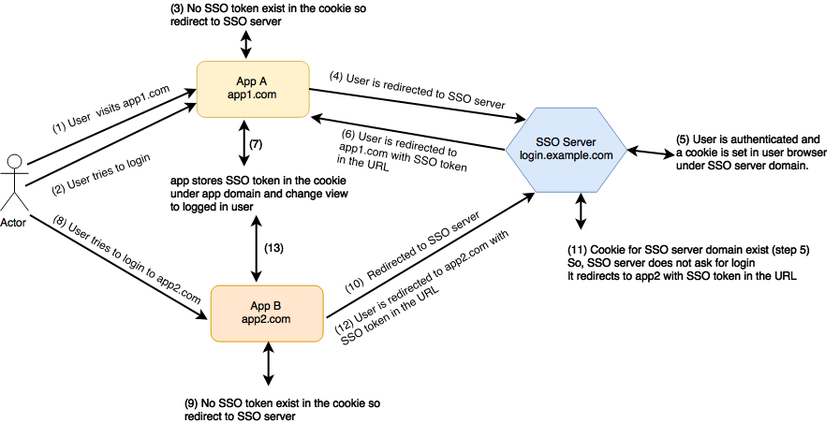 (3) No SSO token exist in the cookie so
redirect to SSO server
App A
app1.com
(4) User is redirected to SSO server
(1) User visits app1.com
(2) User tries to login
(6) User is redirected to
app1.com with SSO token
in the URL
SSO Server
login.example.com
(5) User is authenticated and
a cookie is set in user browser
under SSO server domain.
(7)
app stores SSO token in the cookie
under app domain and change view
to logged in user
Actor
(8) User tries to login to app2.com
(13)
(10) Redirected to SSO server
(11) Cookie for SSO server domain exist (step 5)
So, SSO server does not ask for login
It redirects to app2 with SSO token in the URL
App B
app2.com
(12) User is redirected to app2.com with
SSO token in the URL
(9) No SSO token exist in the cookie so
redirect to SSO server